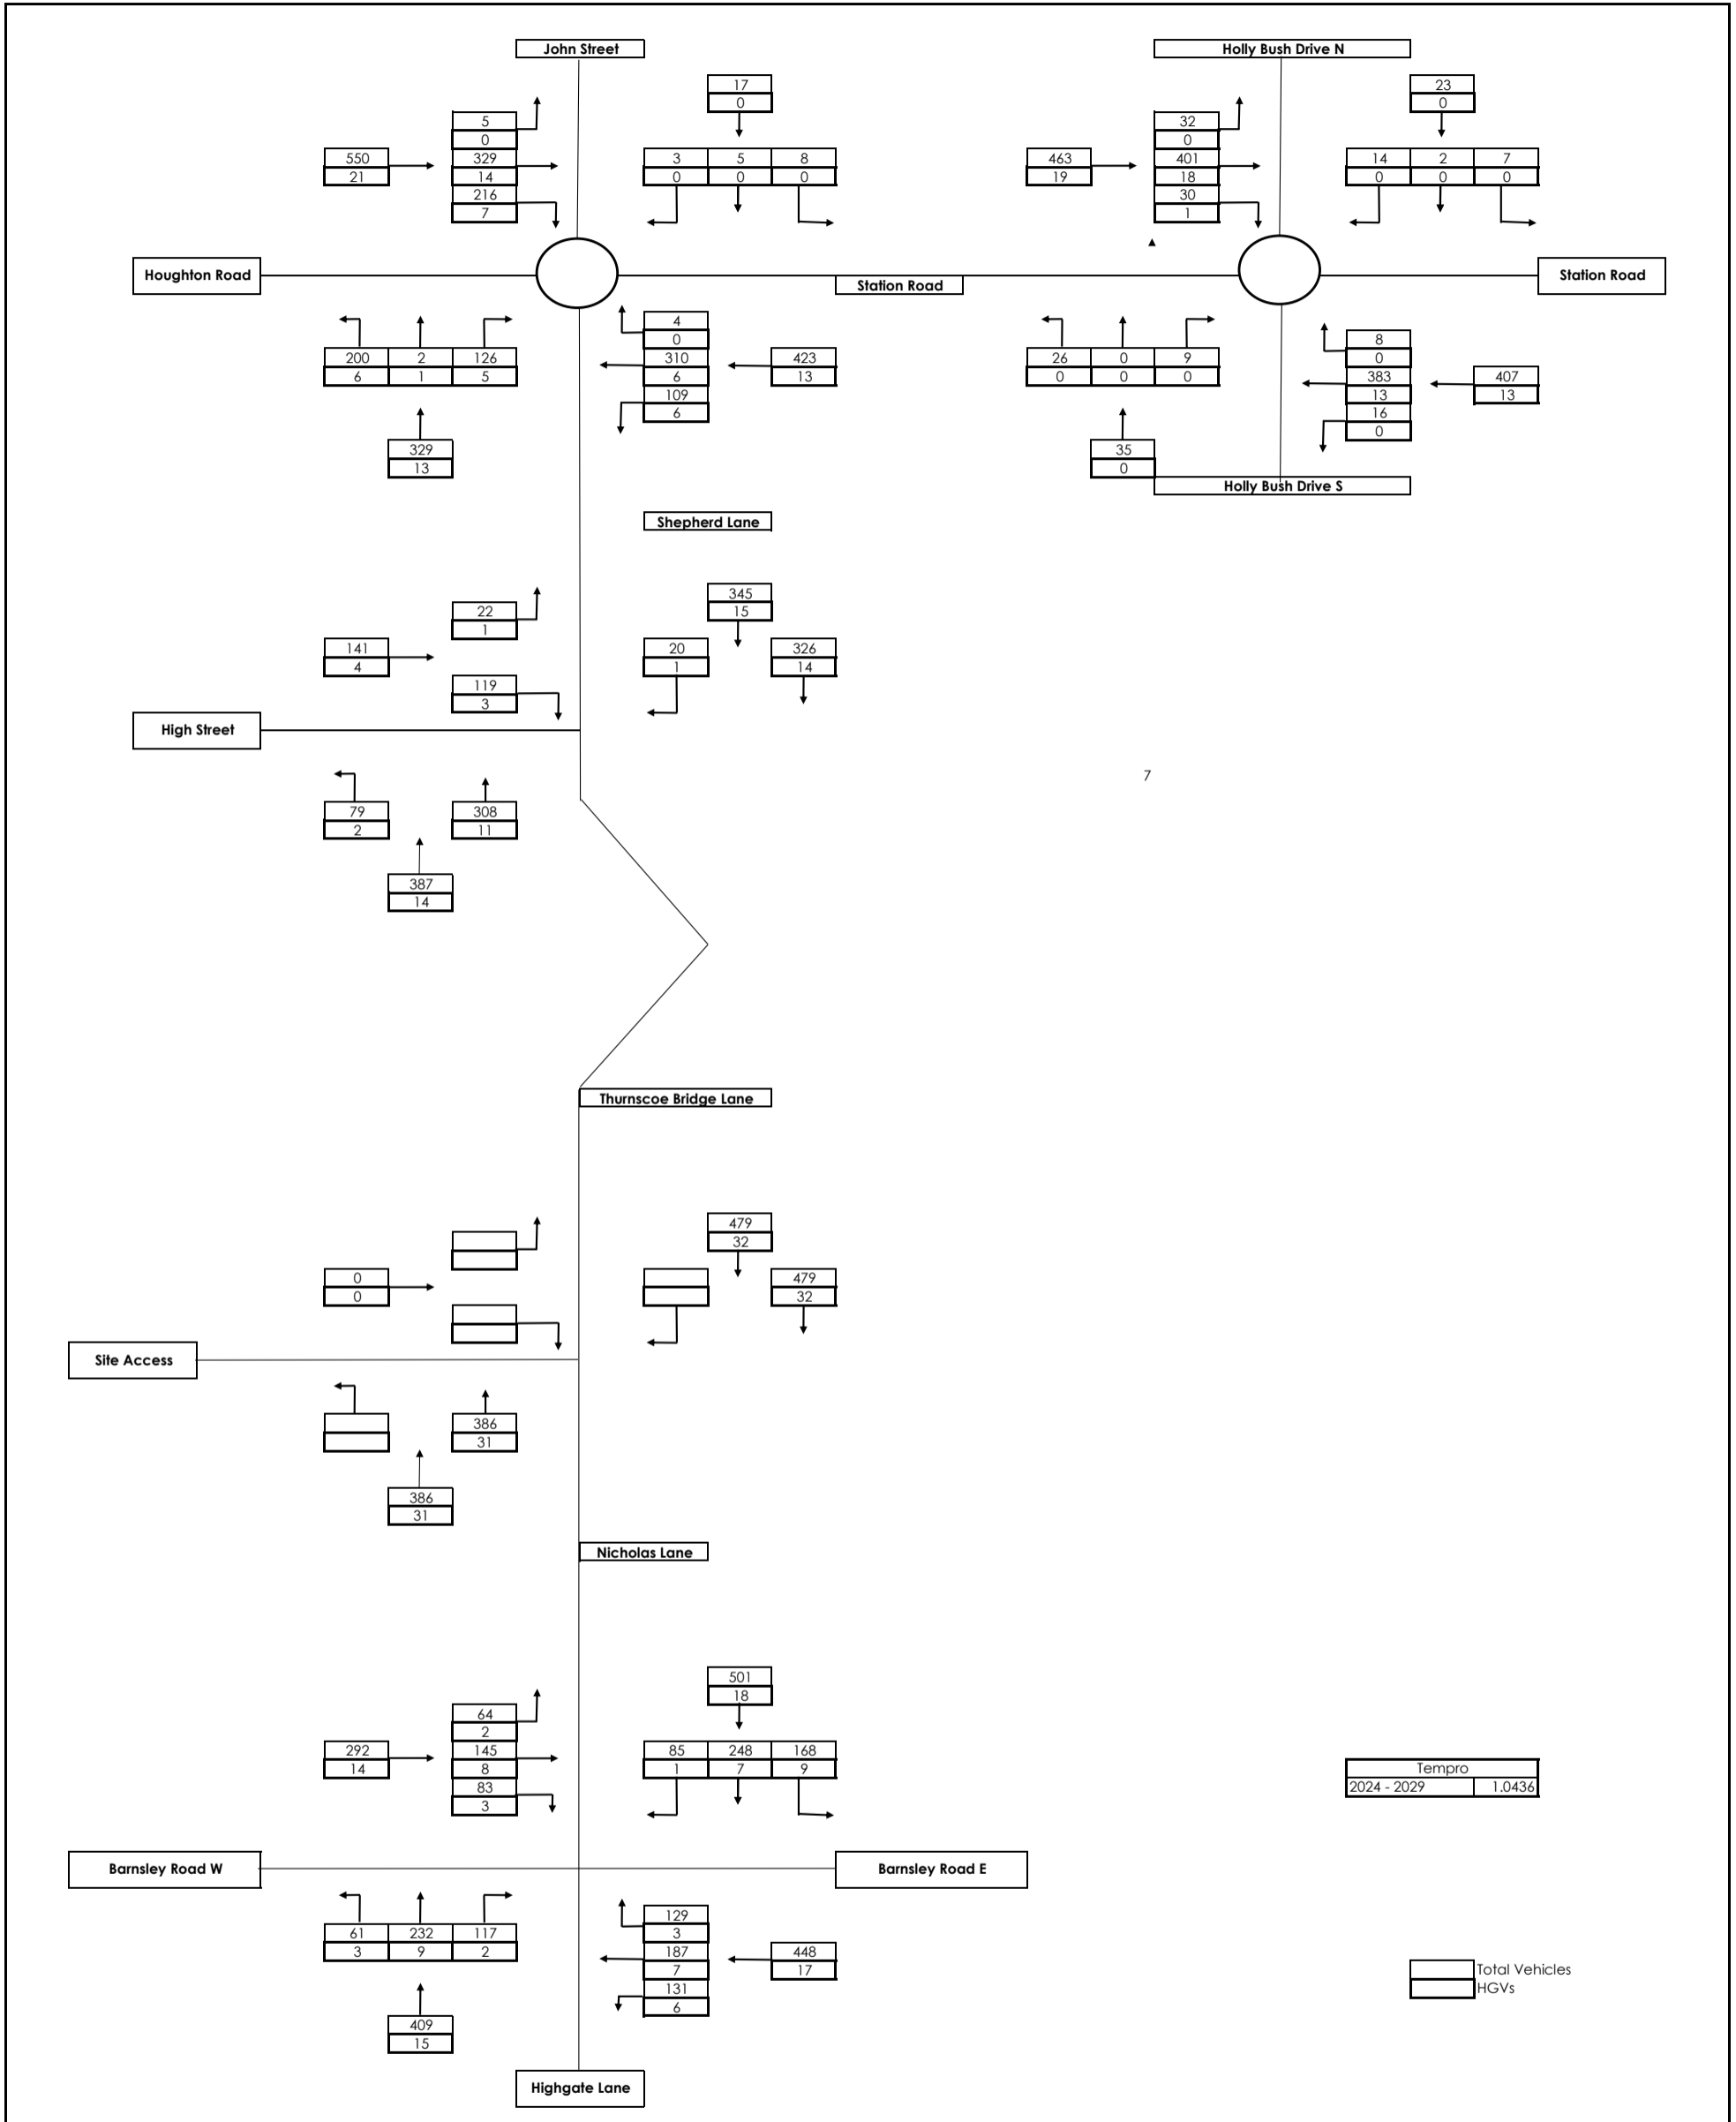 John Street
Holly Bush Drive N
17
0
23
0
5
0
329
14
216
7
32
0
401
18
30
1
550
21
3 5 8
0 0 0
463
19
14 2 7
0 0 0
Houghton Road
Station Road
Station Road
200 2 126
6 1 5
4
0
310
6
109
6
423
13
26 0 9
0 0 0
8
0
383
13
16
0
407
13
329
13
35
0
Holly Bush Drive S
Shepherd Lane
345
15
22
1
141
4
20
1
326
14
119
3
High Street
7
79
2
308
11
387
14
Thurnscoe Bridge Lane
479
32
0
0
479
32
Site Access
386
31
386
31
Nicholas Lane
501
18
64
2
145
8
83
3
292
14
85 248 168
1 7 9
Tempro
2024 - 2029 1.0436
Barnsley Road W
Barnsley Road E
61 232 117
3 9 2
129
3
187
7
131
6
448
17
Total Vehicles
HGVs
409
15
Highgate Lane